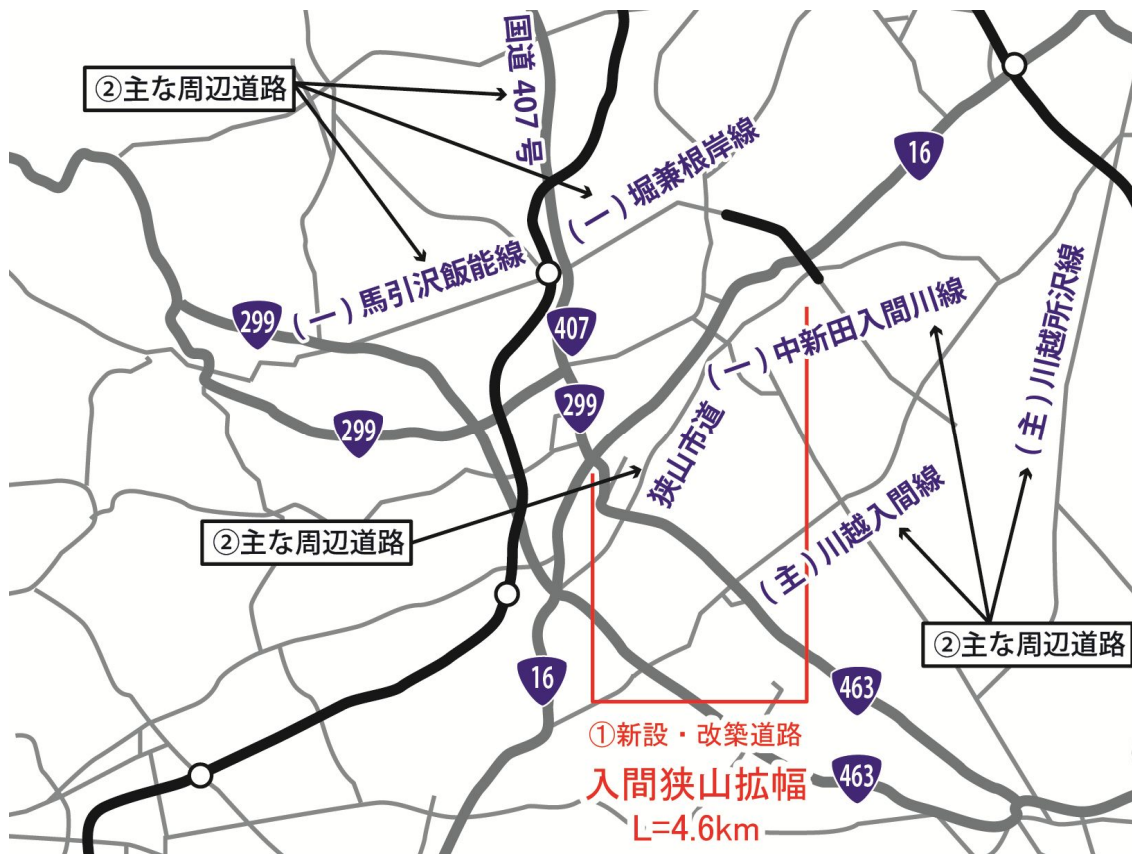 国道 407 号
②主な周辺道路
(一)堀兼根岸線
16
(一)馬引沢飯能線
299
407
(一)中新田入間川線
(主)川越所沢線
299
299
狭山市道
②主な周辺道路
(主)川越入間線
②主な周辺道路
16
463
①新設・改築道路
入間狭山拡幅
L=4.6km
463